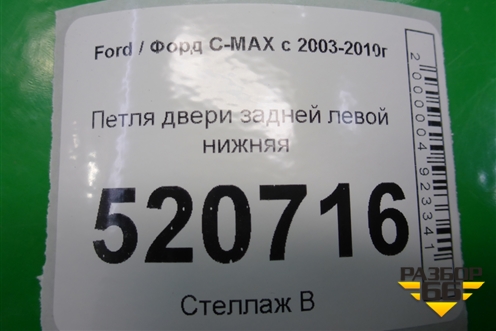 Ford / Форд C-MAX с 2003-2010г
Петля двери задней левой
нижняя
520716
Стеллаж В
2000004923341
РАЗБОР
66